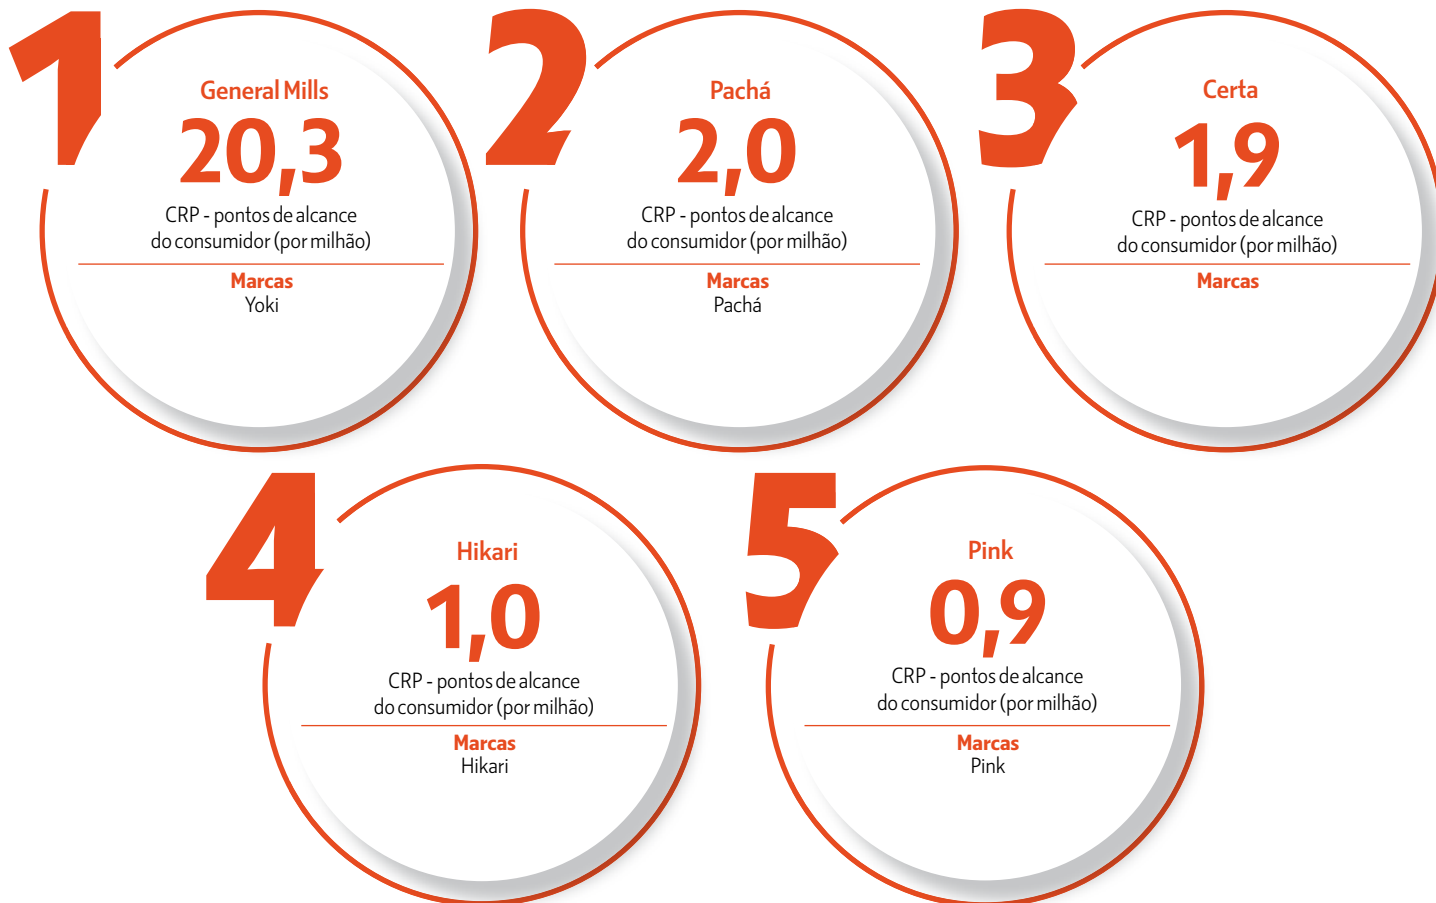 1
General Mills
20,3
CRP - pontos de alcance
do consumidor (por milhão)
Marcas
Yoki
2
Pachá
2,0
CRP - pontos de alcance
do consumidor (por milhão)
Marcas
Pachá
3
Certa
1,9
CRP - pontos de alcance
do consumidor (por milhão)
Marcas
4
Hikari
1,0
CRP - pontos de alcance
do consumidor (por milhão)
Marcas
Hikari
5
Pink
0,9
CRP - pontos de alcance
do consumidor (por milhão)
Marcas
Pink